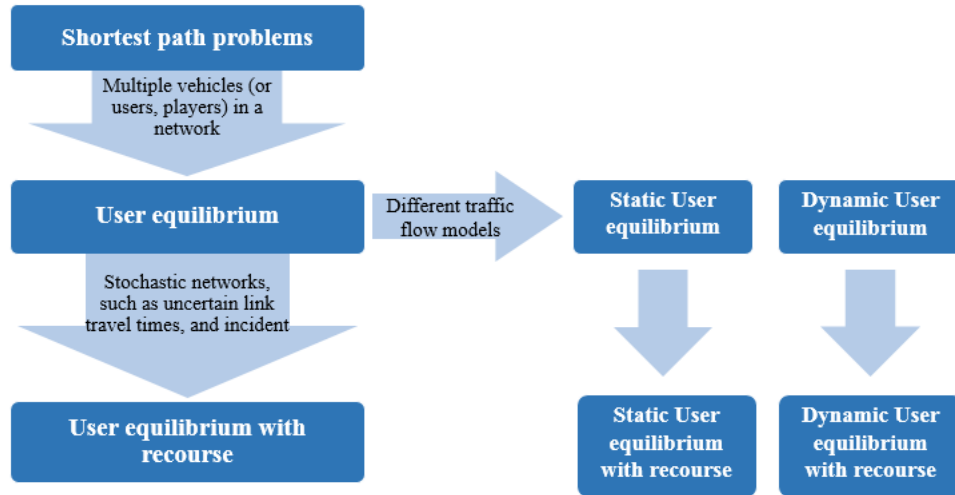 Shortest path problems
Multiple vehicles (or
users, players) in a
network
User equilibrium
Different traffic
flow models
Static User
equilibrium
Dynamic User
equilibrium
Stochastic networks,
such as uncertain link
travel times, and incident
User equilibrium with
recourse
Static User
equilibrium
with recourse
Dynamic User
equilibrium
with recourse